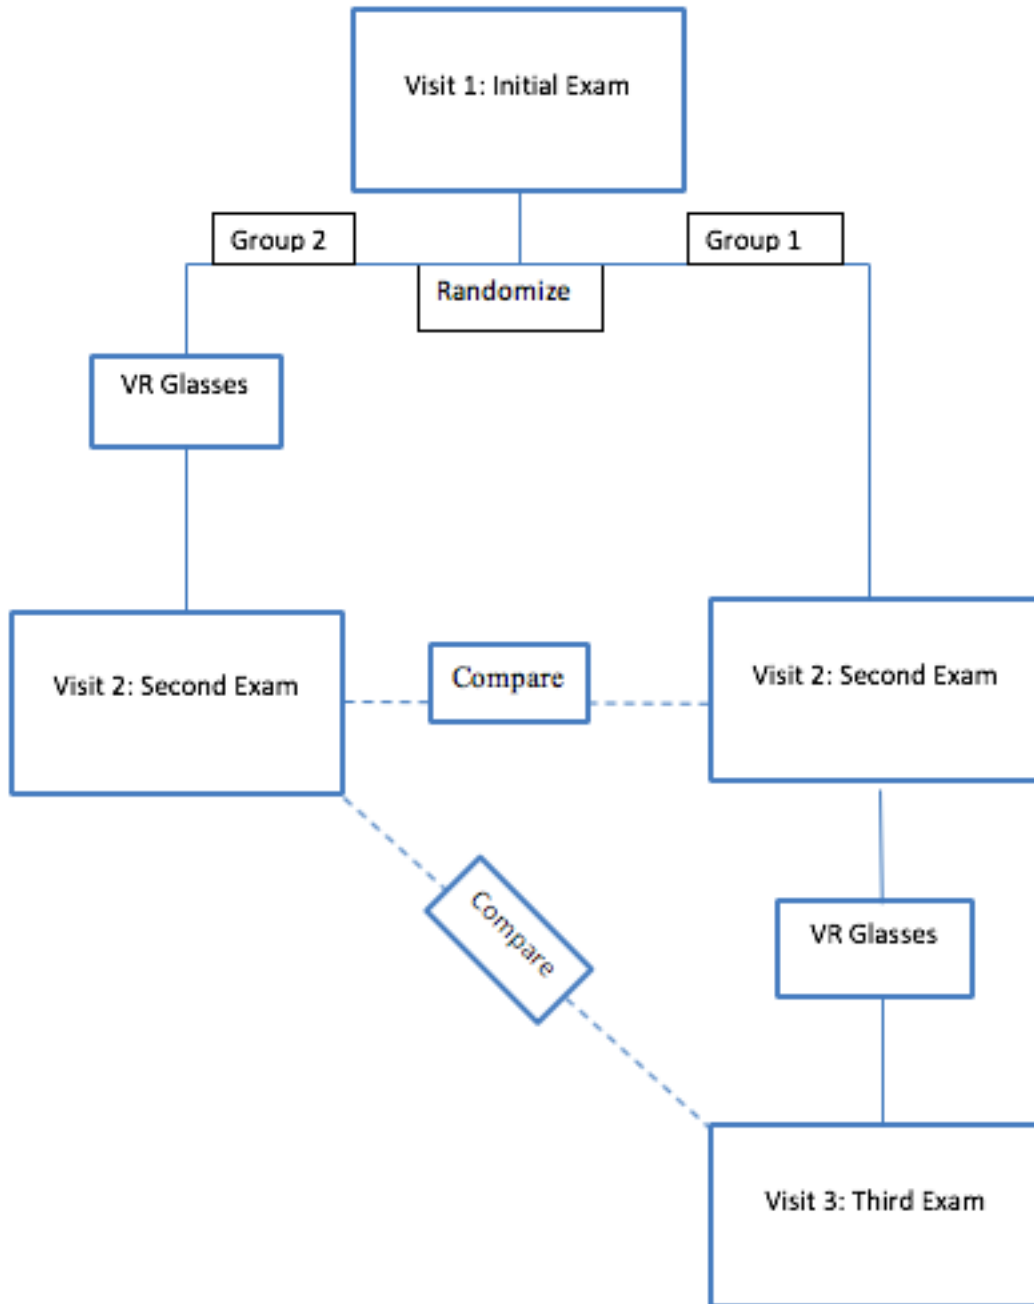 Visit 1: Initial Exam
Group 2
Group 1
Randomize
VR Glasses
Visit 2: Second Exam
Compare
Visit 2: Second Exam
Compare
VR Glasses
Visit 3: Third Exam